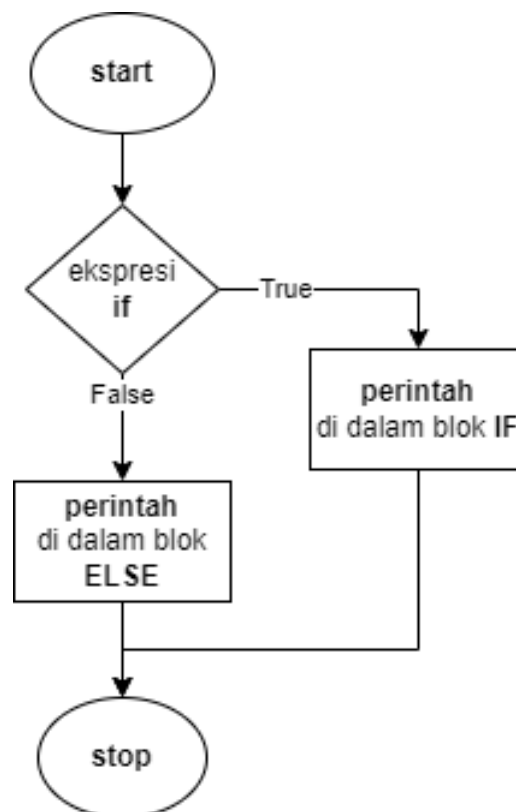 start
ekspresi
if
True
False
perintah
di dalam blok IF
perintah
di dalam blok
ELSE
stop